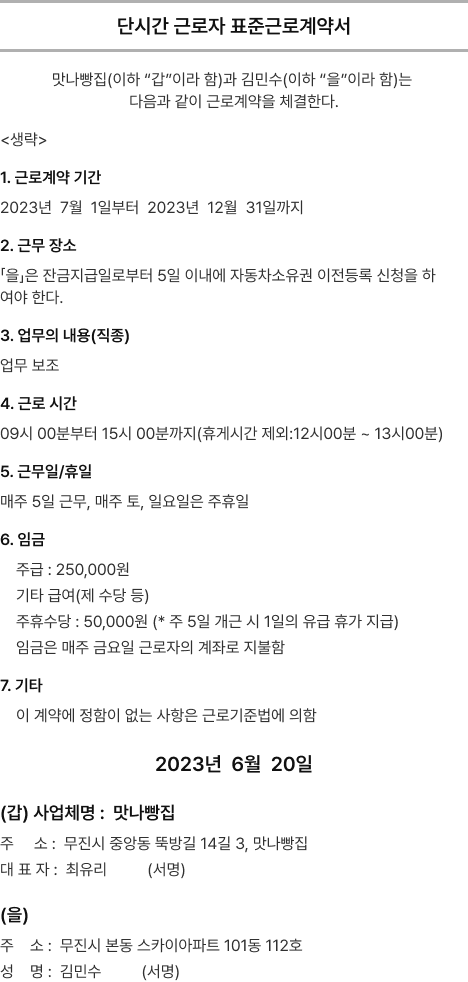 단시간 근로자 표준근로계약서
맛나빵집(이하 “갑”이라 함)과 김민수(이하 “을”이라 함)는
다음과 같이 근로계약을 체결한다.
<생략>
1. 근로계약 기간
2023년 7월 1일부터 2023년 12월 31일까지
2. 근무 장소
「을」은 잔금지급일로부터 5일 이내에 자동차소유권 이전등록 신청을 하
여야 한다.
3. 업무의 내용(직종)
업무 보조
4. 근로 시간
09시 00분부터 15시 00분까지(휴게시간 제외:12시00분 ~ 13시00분)
5. 근무일/휴일
매주 5일 근무, 매주 토, 일요일은 주휴일
6. 임금
주급 : 250,000원
기타 급여(제 수당 등)
주휴수당 : 50,000원 (* 주 5일 개근 시 1일의 유급 휴가 지급)
임금은 매주 금요일 근로자의 계좌로 지불함
7. 기타
이 계약에 정함이 없는 사항은 근로기준법에 의함
2023년 6월 20일
(갑) 사업체명 : 맛나빵집
주 소 : 무진시 중앙동 뚝방길 14길 3, 맛나빵집
대 표 자 : 최유리 (서명)
(을)
주 소 : 무진시 본동 스카이아파트 101동 112호
성 명 : 김민수 (서명)